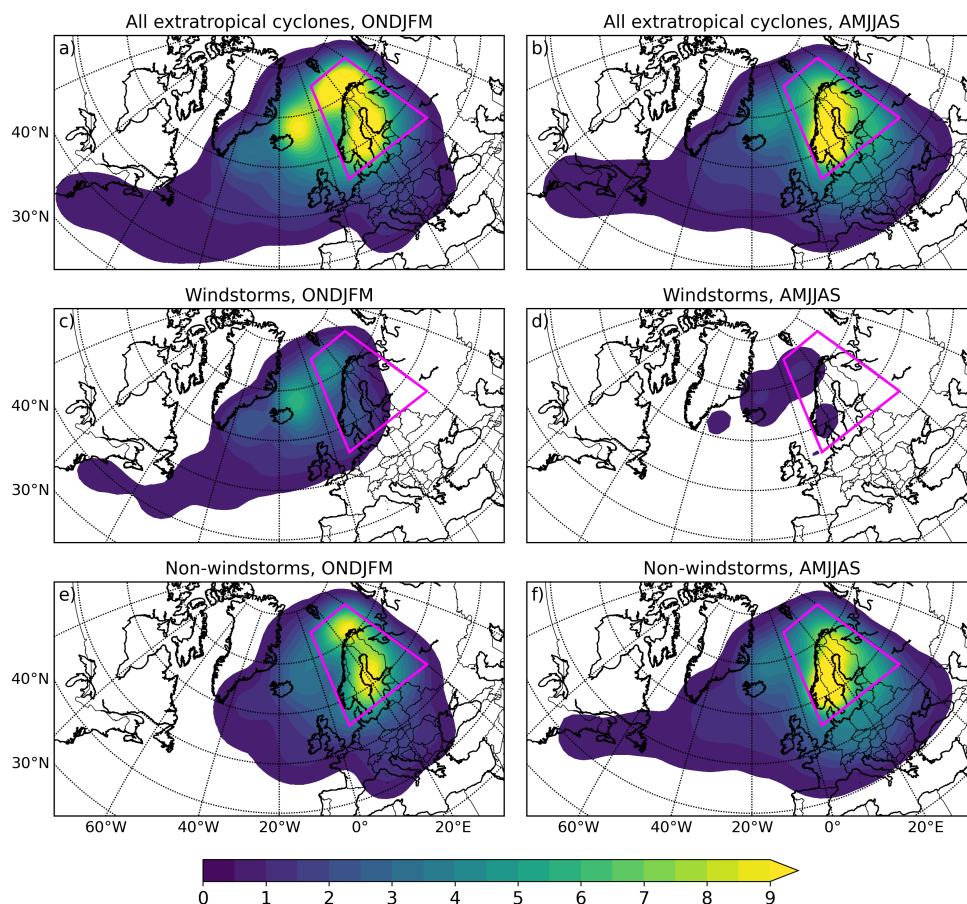 All extratropical cyclones, ONDJFM
All extratropical cyclones, AMJJAS
a)
b)
40°N
30°N
Windstorms, ONDJFM
Windstorms, AMJJAS
c)
d)
40°N
30°N
Non-windstorms, ONDJFM
Non-windstorms, AMJJAS
e)
f)
40°N
30°N
60°W 40°W 20°W 0° 20°E
60°W 40°W 20°W 0° 20°E
0 1 2 3 4 5 6 7 8 9